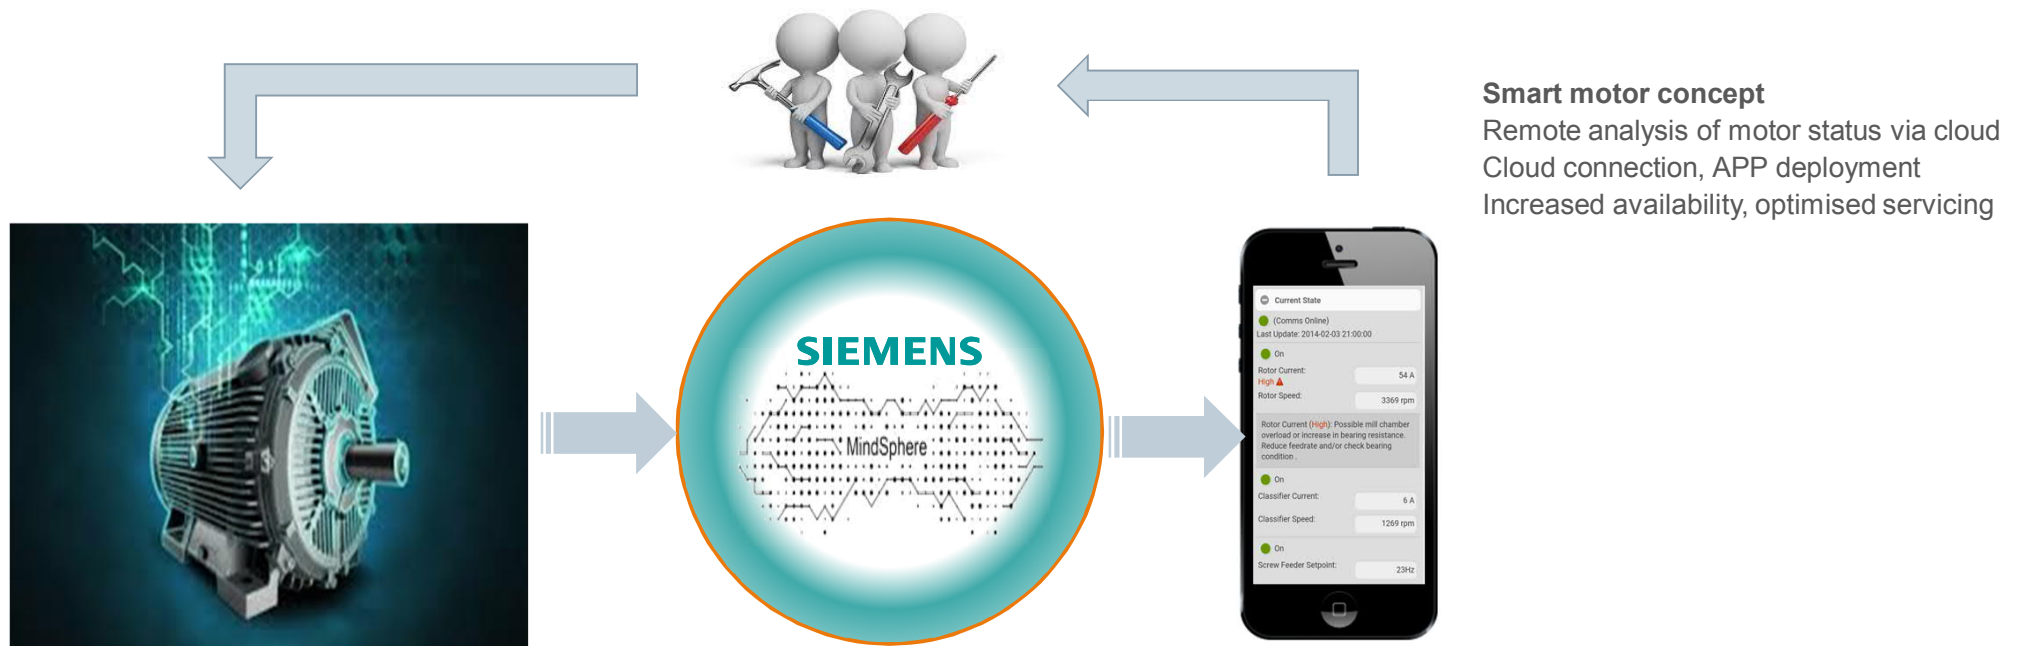 Smart motor concept
Remote analysis of motor status via cloud
Cloud connection, APP deployment
Increased availability, optimised servicing
SIEMENS
MindSphere
Current State
(Comms Online)
Last Update: 2014-02-03 21:00:00
On
Rotor Current:
54 A
High
Rotor Speed:
3369 rpm
Rotor Current (High): Possible mill chamber
overload or increase in bearing resistance.
Reduce feedrate and/or check bearing
condition .
On
Classifier Current:
6 A
Classifier Speed:
1269 rpm
On
Screw Feeder Setpoint:
23Hz